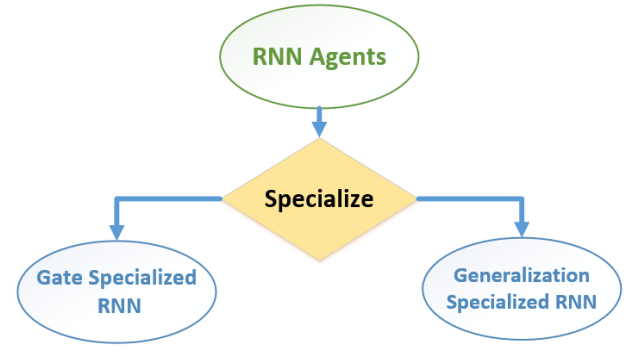 RNN Agents
Specialize
Gate Specialized
RNN
Generalization
Specialized RNN